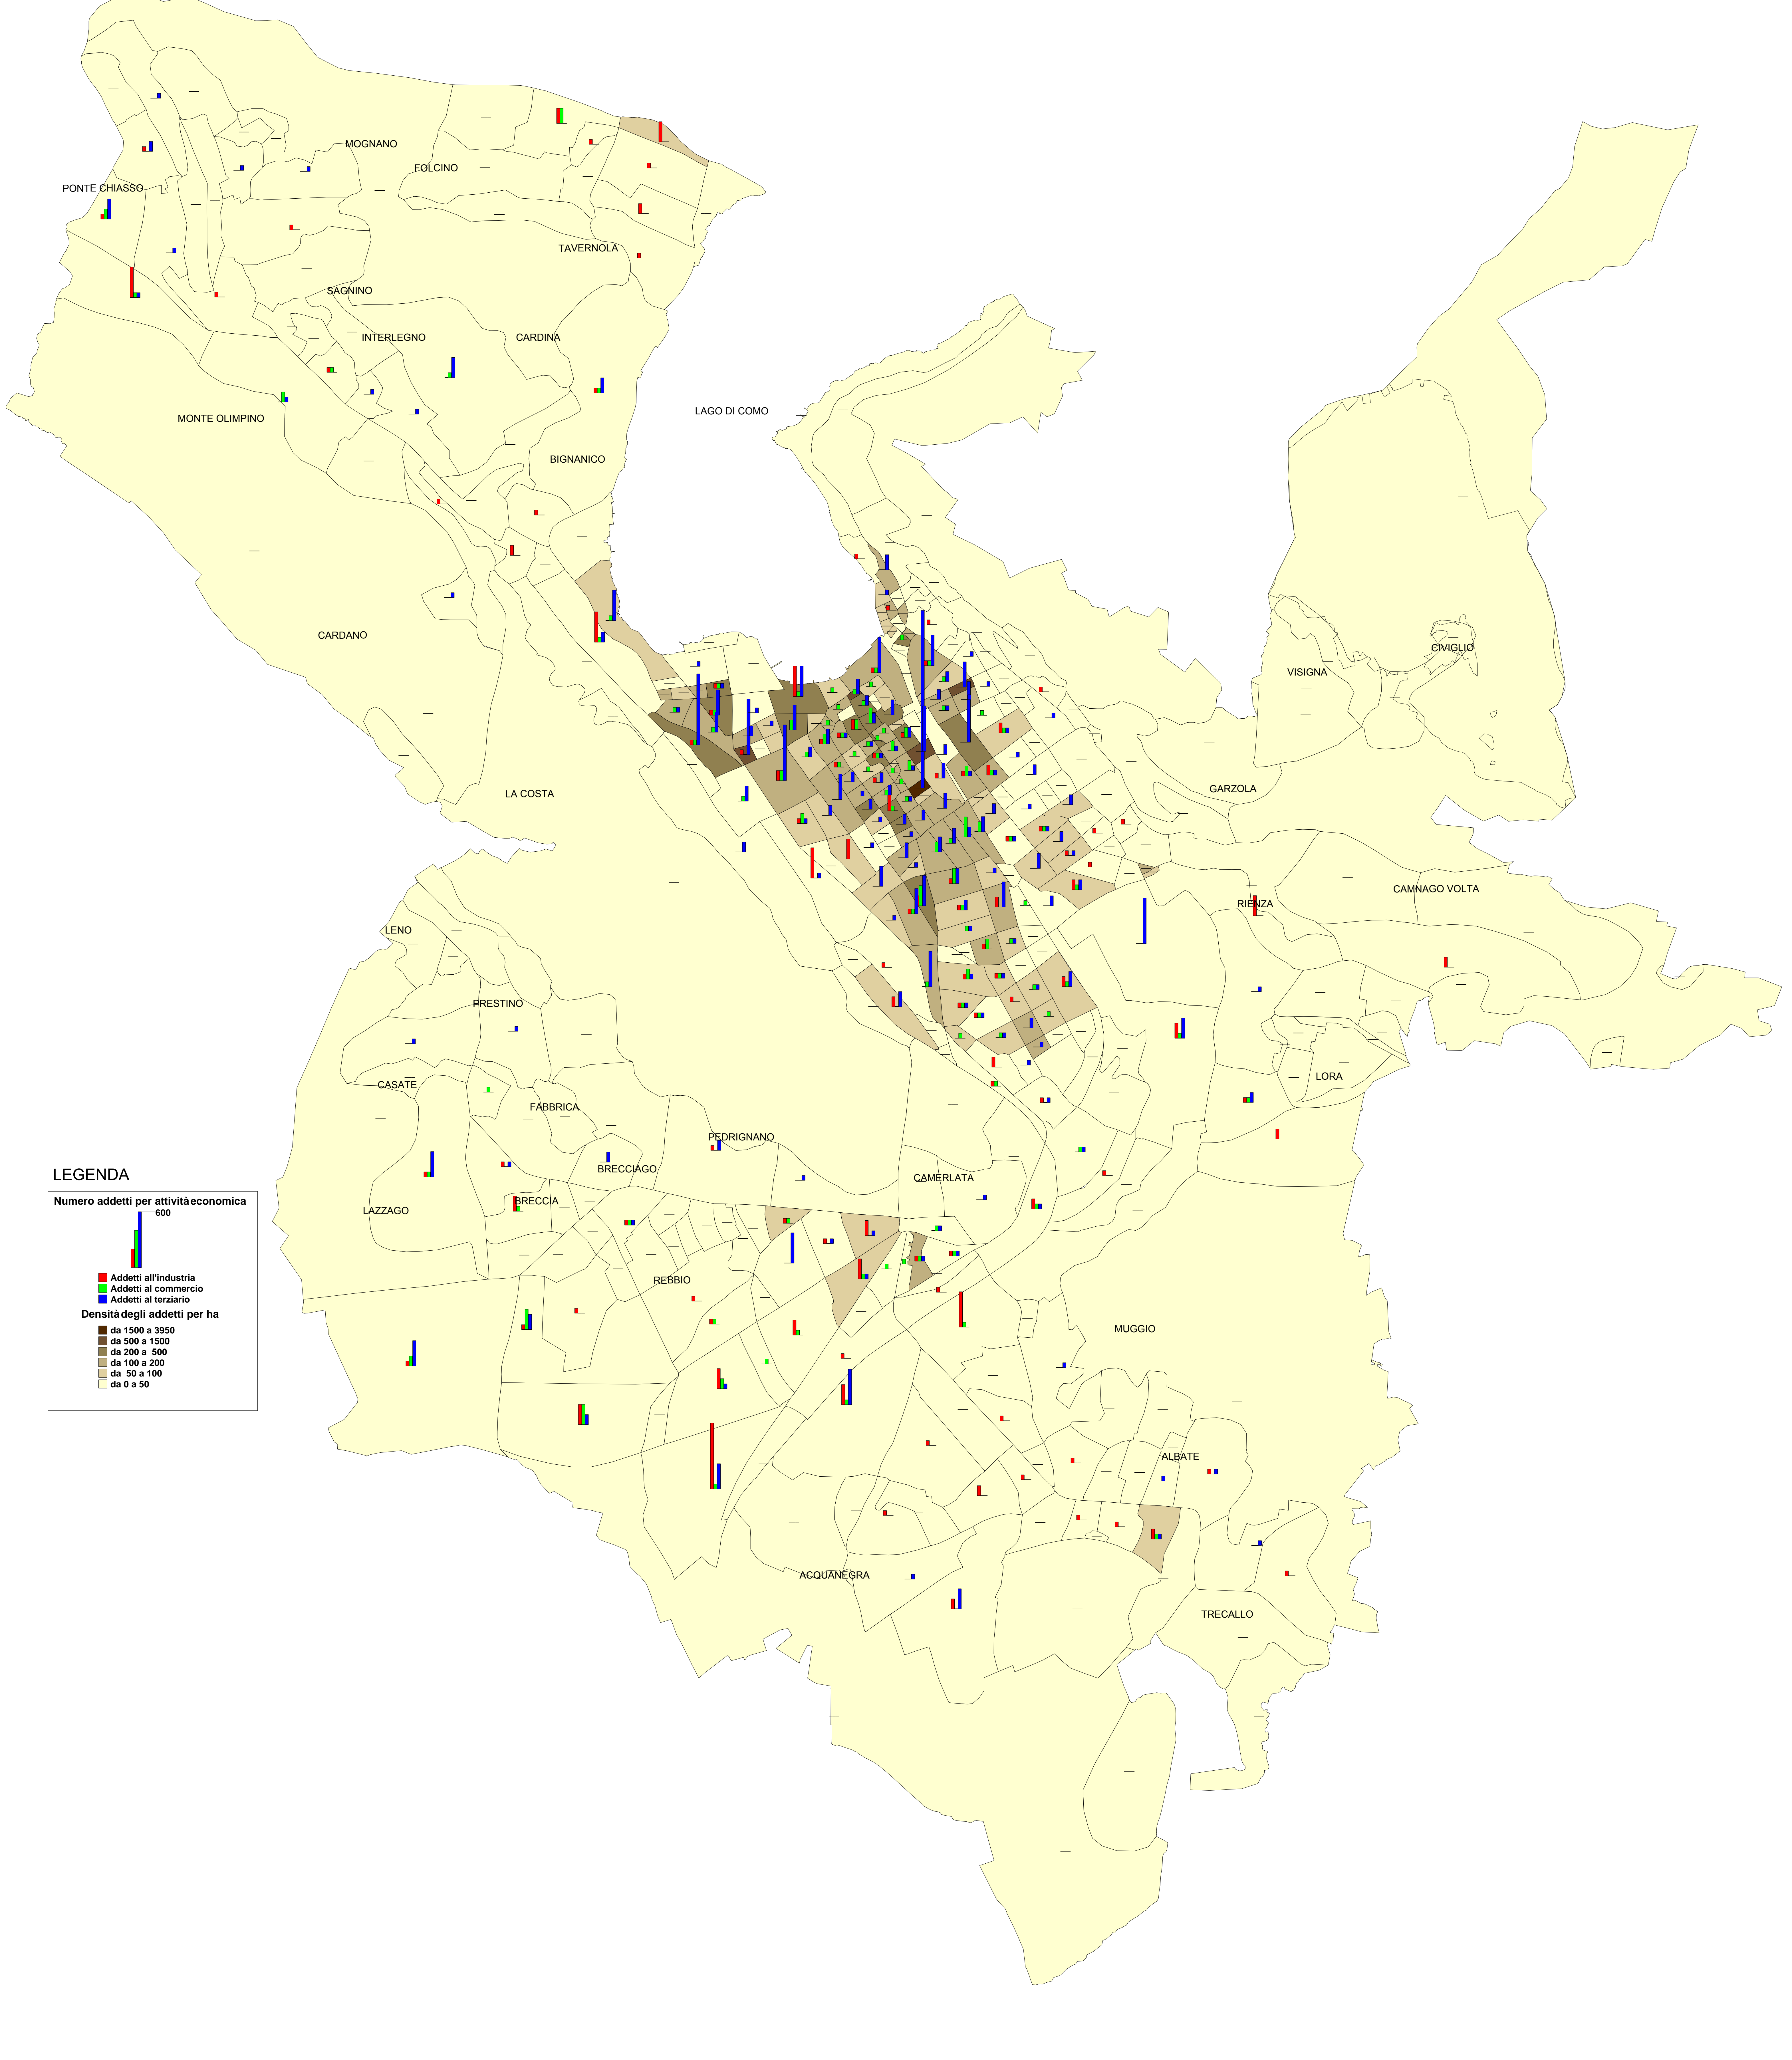 MOGNANO
FOLCINO
PONTE CHIASSO
TAVERNOLA
SAGNINO
INTERLEGNO
CARDINA
LAGO DI COMO
MONTE OLIMPINO
BIGNANICO
CARDANO
CIVIGLIO
VISIGNA
LA COSTA
GARZOLA
CAMNAGO VOLTA
RIENZA
LENO
PRESTINO
LORA
CASATE
FABBRICA
PEDRIGNANO
BRECCIAGO
CAMERLATA
LEGENDA
Numero addetti per attività economica
600
Addetti all'industria
Addetti al commercio
Addetti al terziario
Densità degli addetti per ha
da 1500 a 3950
da 500 a 1500
da 200 a 500
da 100 a 200
da 50 a 100
da 0 a 50
BRECCIA
LAZZAGO
REBBIO
MUGGIO
ALBATE
ACQUANEGRA
TRECALLO